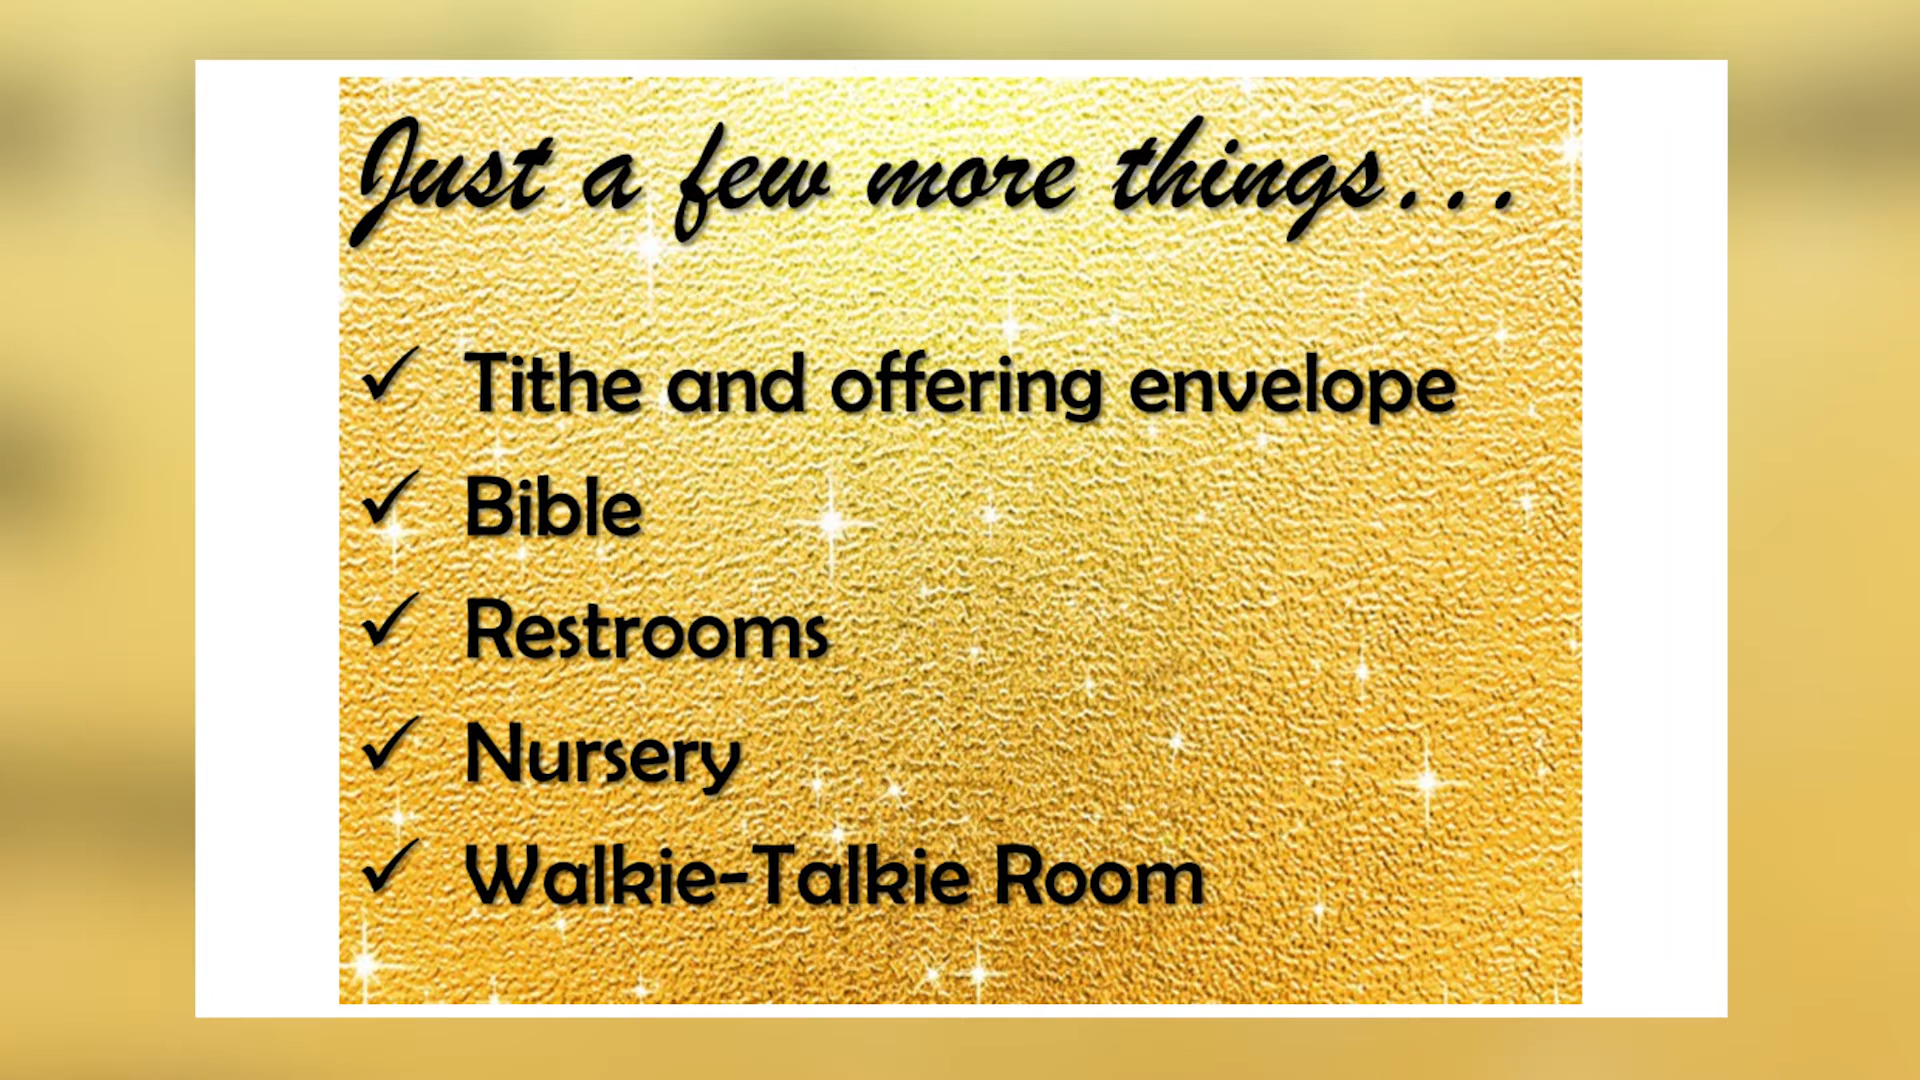 Just a few more things...
✓ Tithe and offering envelope
✓ Bible
✓ Restrooms
✓ Nursery
✓ Walkie-Talkie Room